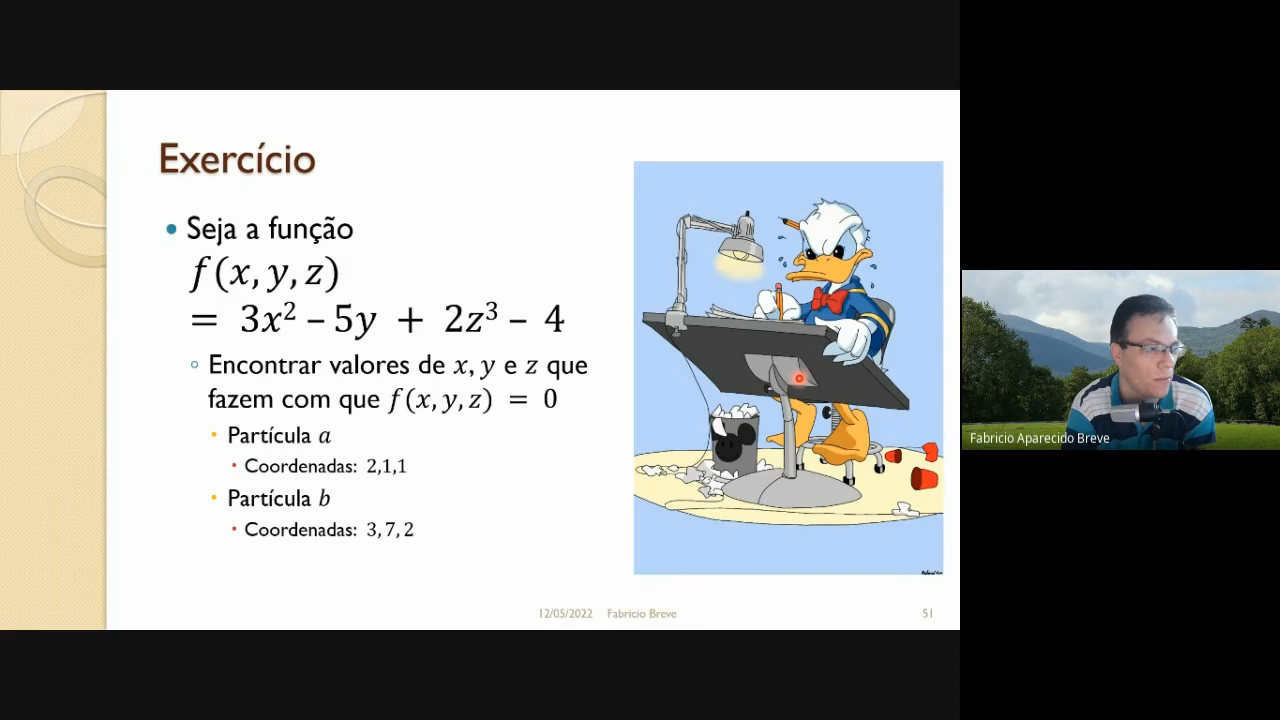 Exercício
• Seja a função
f(x, y, z)
= 3x² – 5y + 2z³ – 4
◦ Encontrar valores de x, y e z que
fazem com que f(x, y, z) = 0
• Partícula a
• Coordenadas: 2,1,1
• Partícula b
• Coordenadas: 3, 7, 2
12/05/2022 Fabricio Breve 51
Fabricio Aparecido Breve